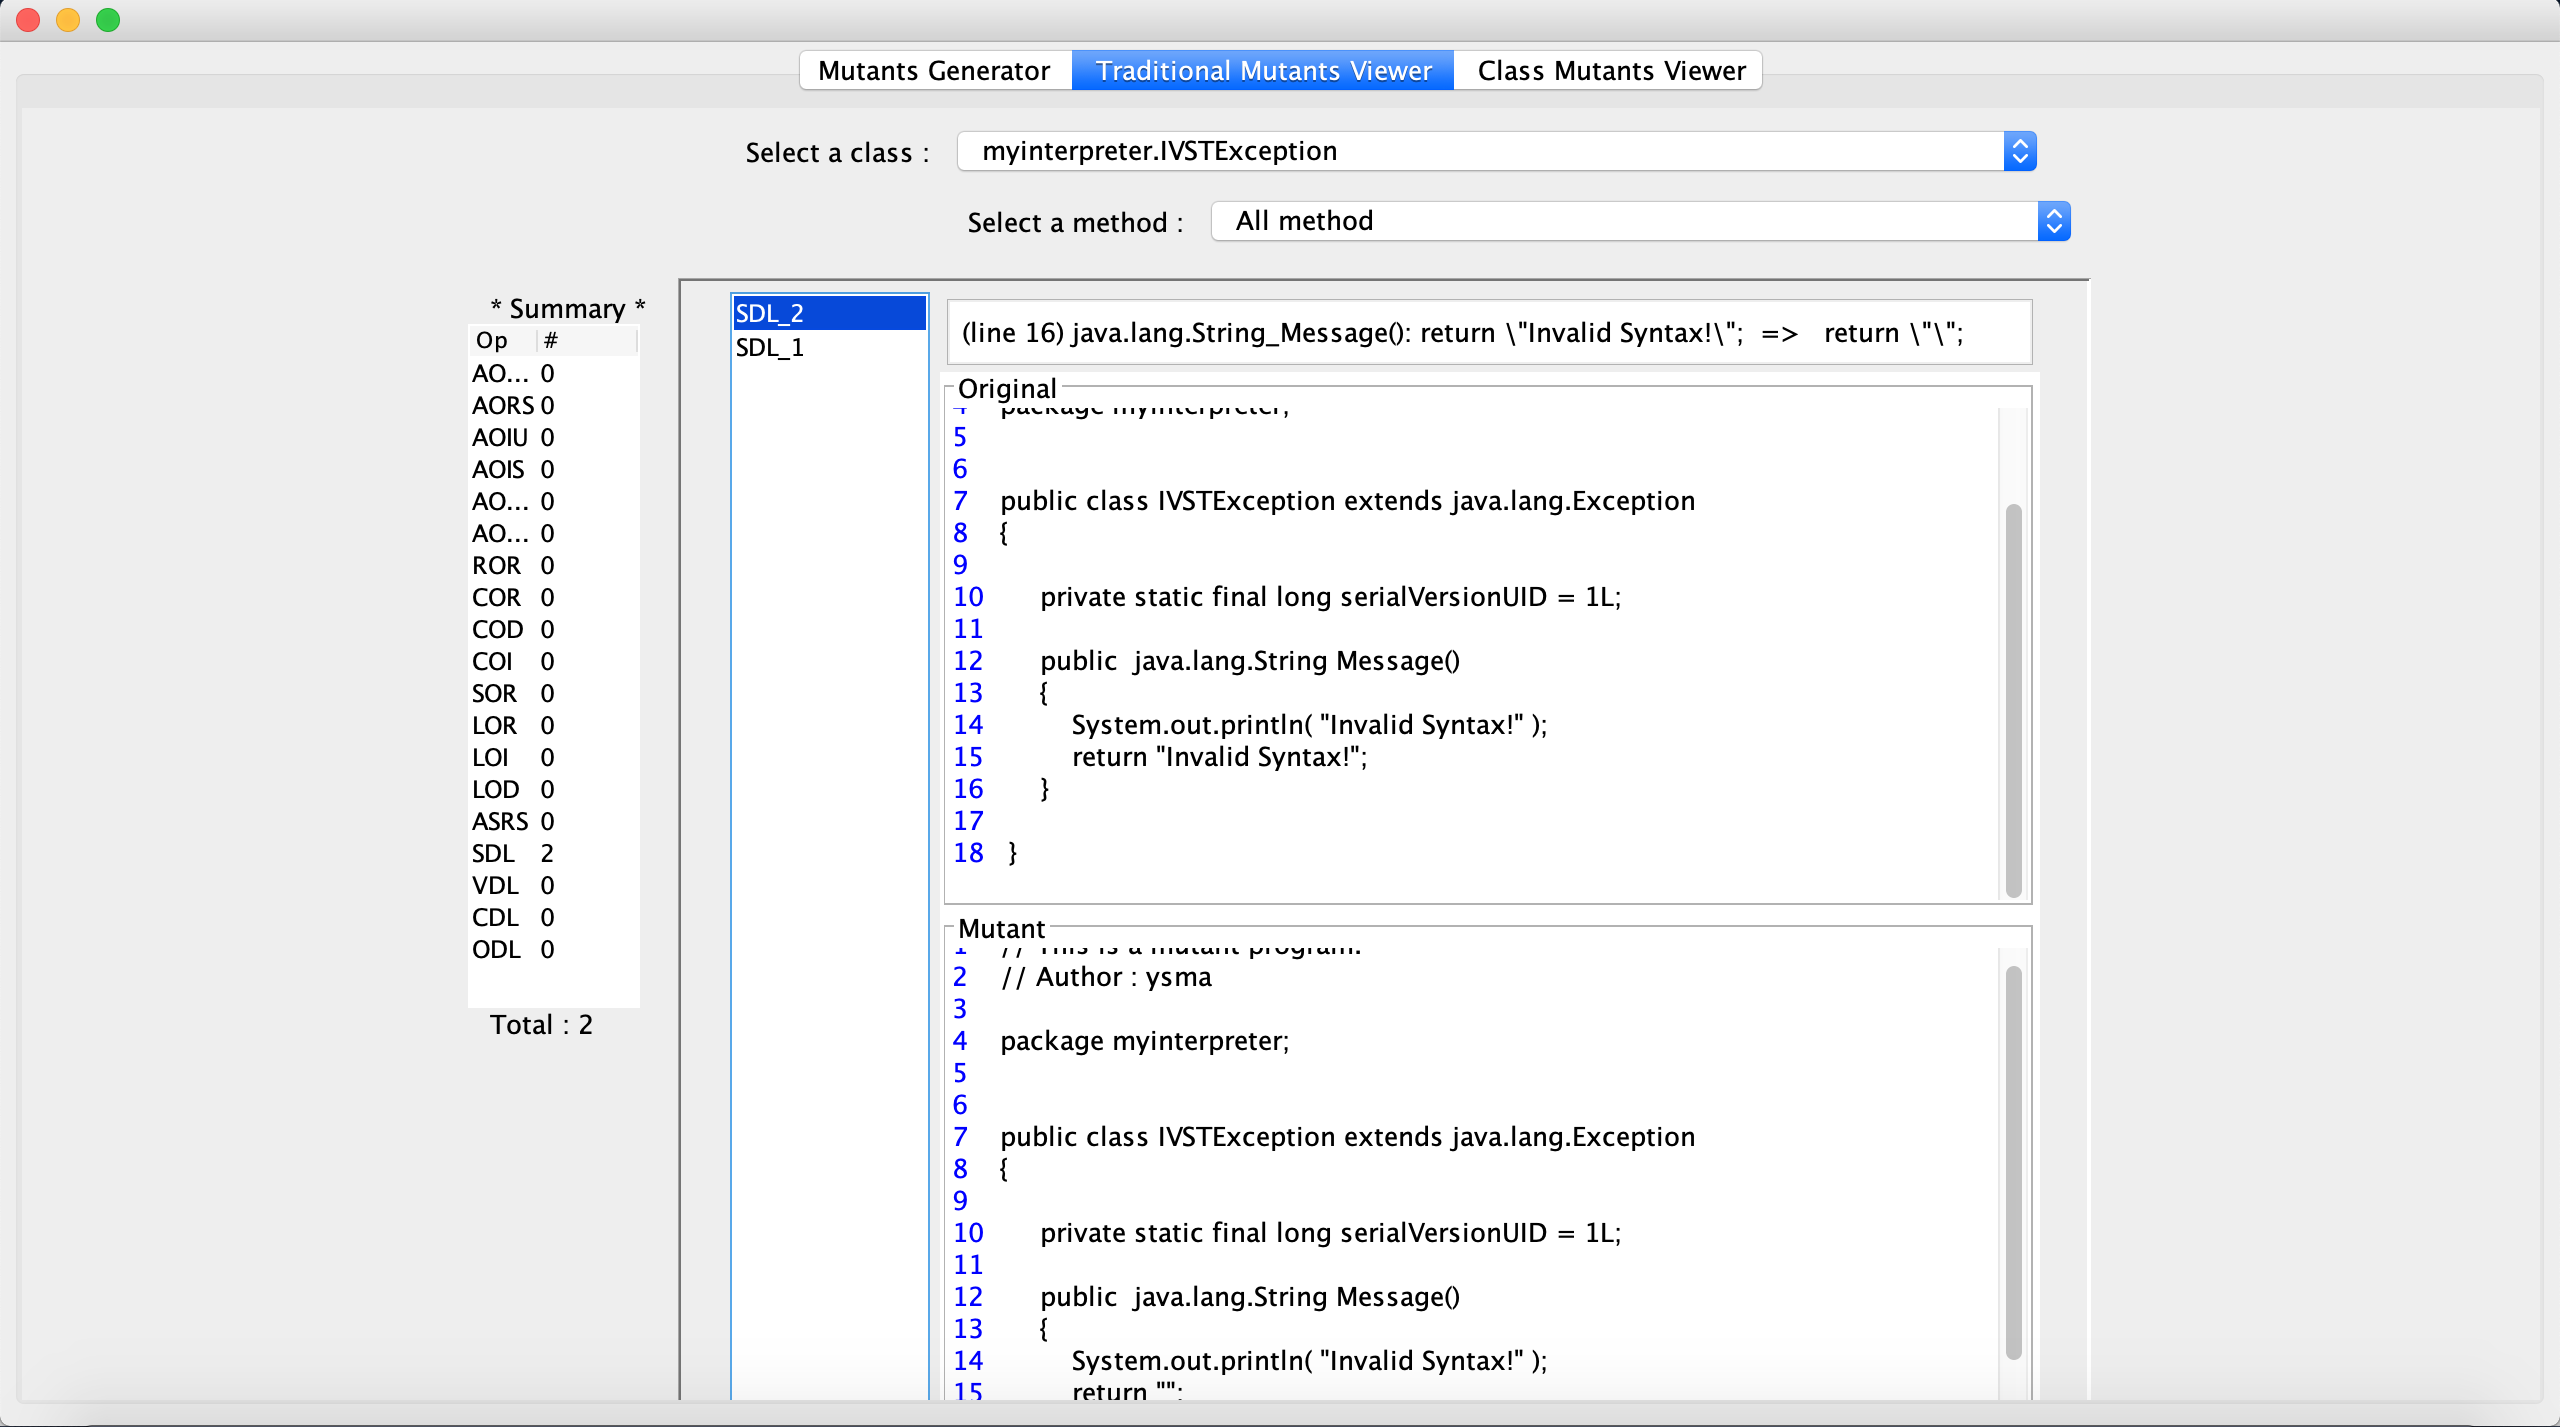 Mutants Generator Traditional Mutants Viewer Class Mutants Viewer
Select a class : myinterpreter.IVSTException
Select a method : All method
* Summary *
Op #
AO... 0
AORS 0
AOIU 0
AOIS 0
AO... 0
AO... 0
ROR 0
COR 0
COD 0
COI 0
SOR 0
LOR 0
LOI 0
LOD 0
ASRS 0
SDL 2
VDL 0
CDL 0
ODL 0
Total : 2
SDL_2
SDL_1
(line 16) java.lang.String_Message(): return \"Invalid Syntax!\"; => return \"\";
Original
4 package myinterpreter;
5
6
7 public class IVSTException extends java.lang.Exception
8 {
9
10 private static final long serialVersionUID = 1L;
11
12 public java.lang.String Message()
13 {
14 System.out.println( "Invalid Syntax!" );
15 return "Invalid Syntax!";
16 }
17
18 }
Mutant
1 // This is a mutant program.
2 // Author : ysma
3
4 package myinterpreter;
5
6
7 public class IVSTException extends java.lang.Exception
8 {
9
10 private static final long serialVersionUID = 1L;
11
12 public java.lang.String Message()
13 {
14 System.out.println( "Invalid Syntax!" );
15 return "";